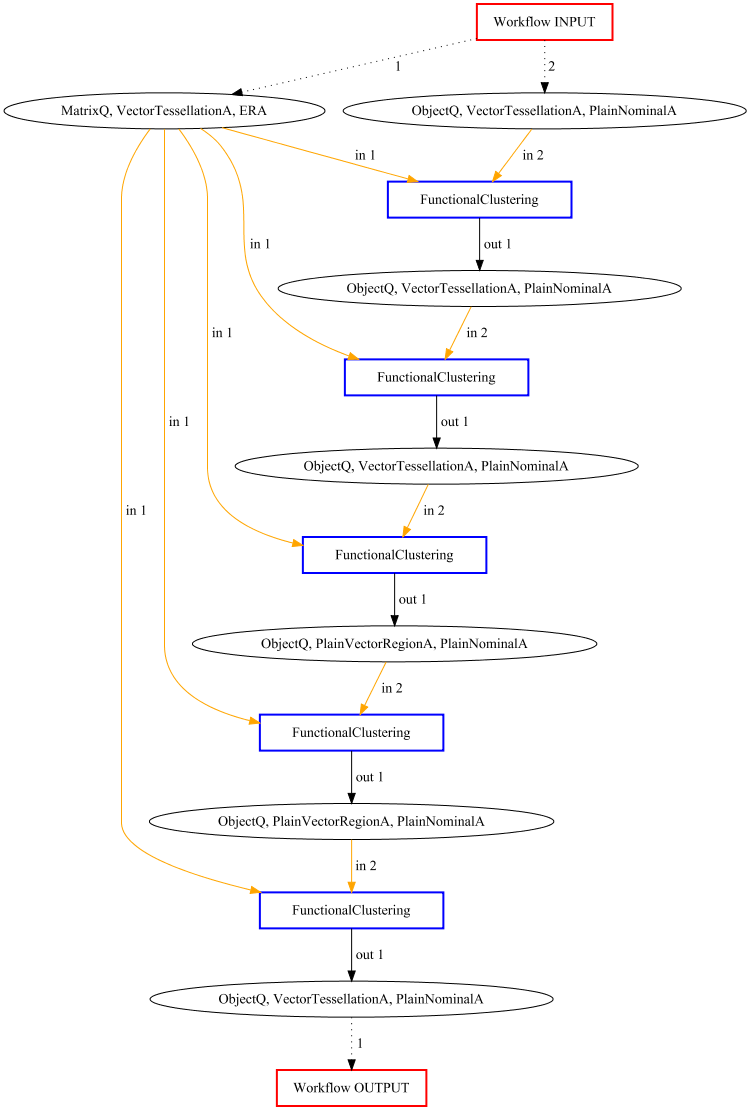 Workflow INPUT
1
2
MatrixQ, VectorTessellationA, ERA
ObjectQ, VectorTessellationA, PlainNominalA
in 1
in 2
FunctionalClustering
out 1
in 1
ObjectQ, VectorTessellationA, PlainNominalA
in 2
in 1
FunctionalClustering
out 1
in 1
ObjectQ, VectorTessellationA, PlainNominalA
in 2
in 1
FunctionalClustering
out 1
ObjectQ, PlainVectorRegionA, PlainNominalA
in 2
FunctionalClustering
out 1
ObjectQ, PlainVectorRegionA, PlainNominalA
in 2
FunctionalClustering
out 1
ObjectQ, VectorTessellationA, PlainNominalA
1
Workflow OUTPUT